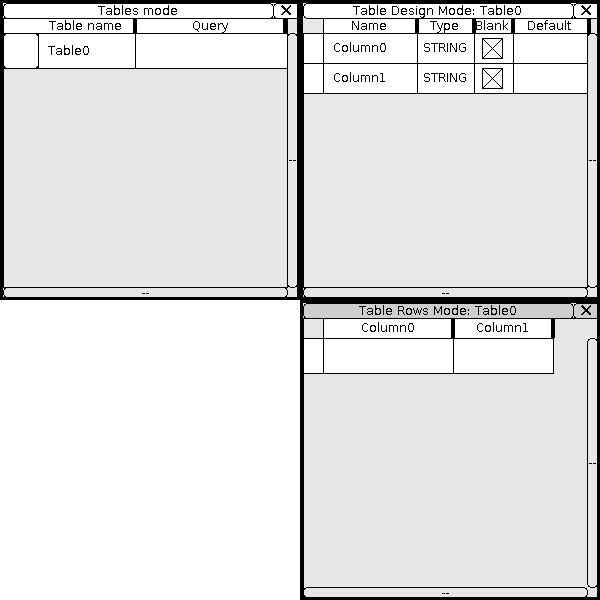 Tables mode
Table name Query
Table0
--
--
Table Design Mode: Table0
Name Type Blank Default
Column0 STRING
Column1 STRING
--
--
Table Rows Mode: Table0
Column0 Column1
--
--